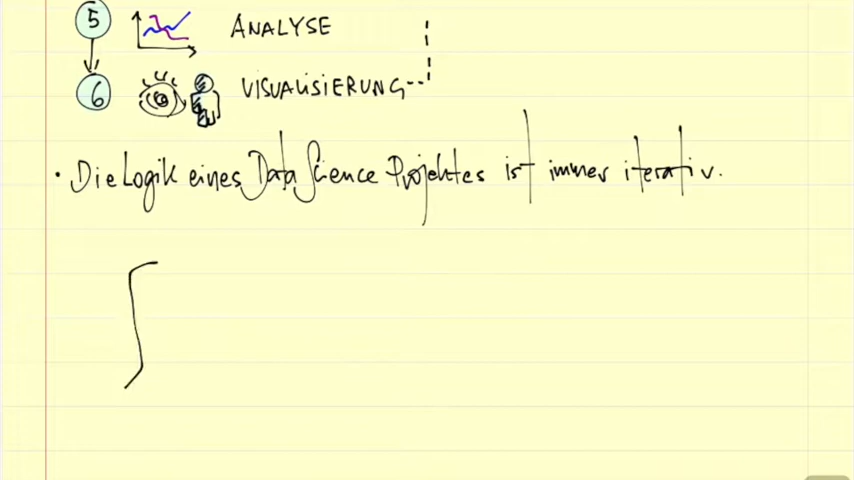 5 ANALYSE
6 VISUALISIERUNG
• Die Logik eines Data Science Projektes ist immer iterativ.